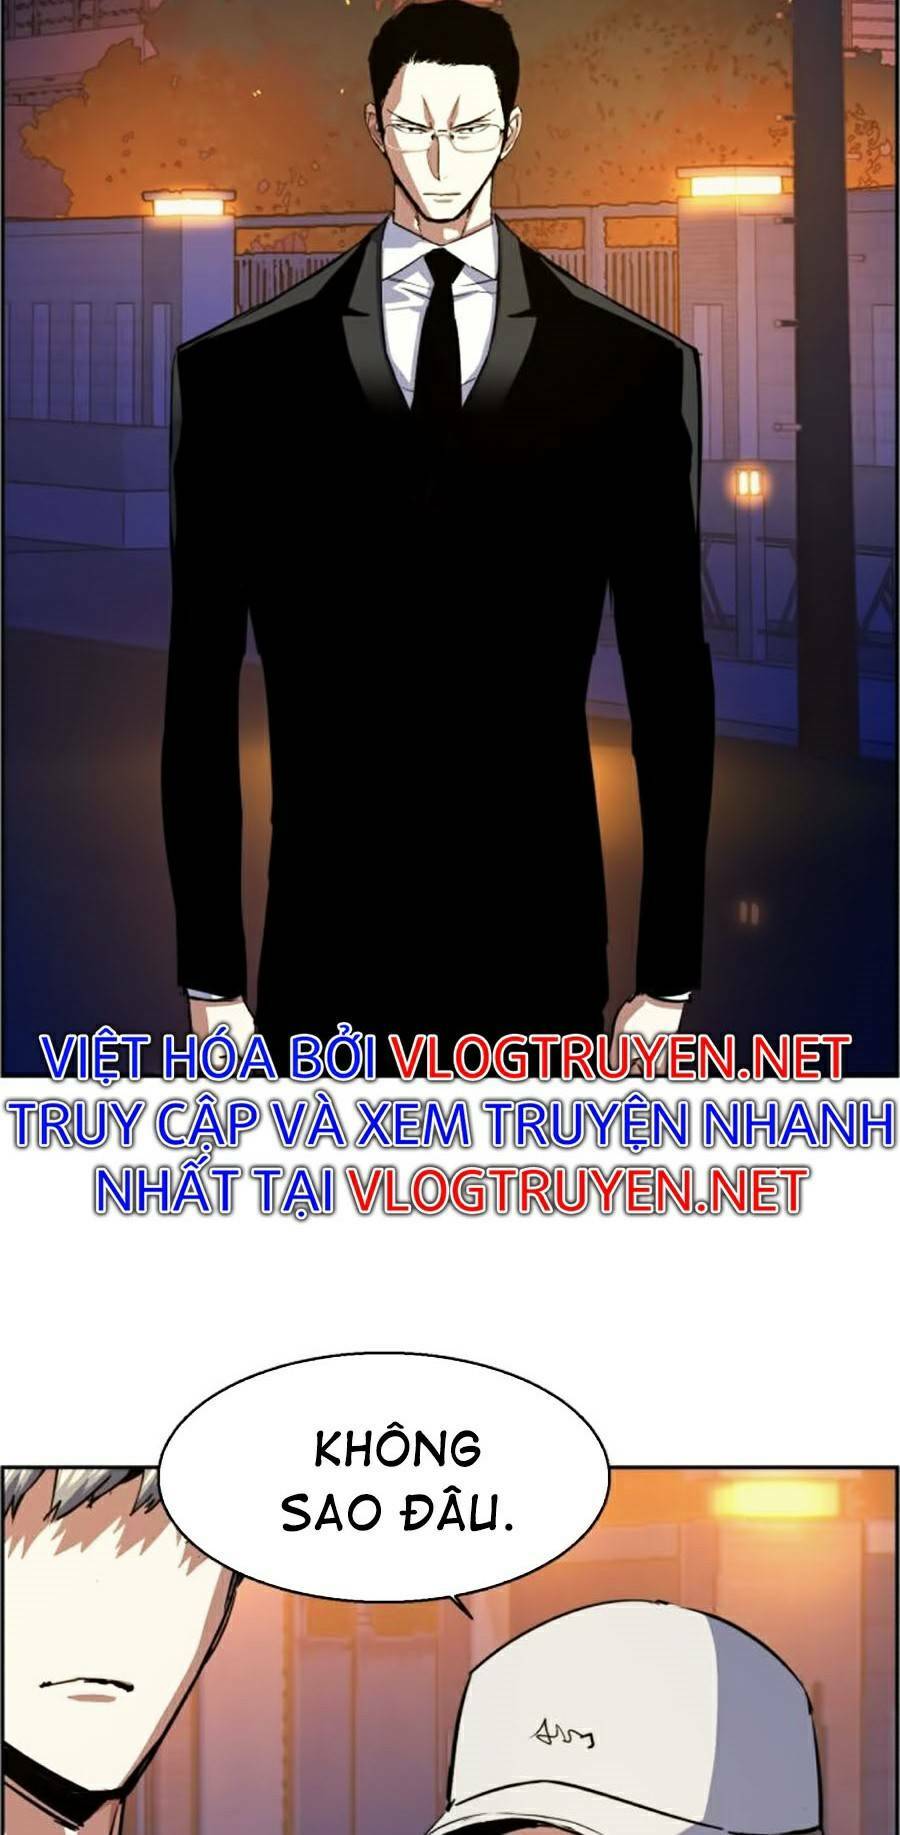 VIỆT HÓA BỞI VLOGTRUYEN.NET
TRUY CẬP VÀ XEM TRUYỆN NHANH
NHẤT TẠI VLOGTRUYEN.NET
KHÔNG
SAO ĐÂU.